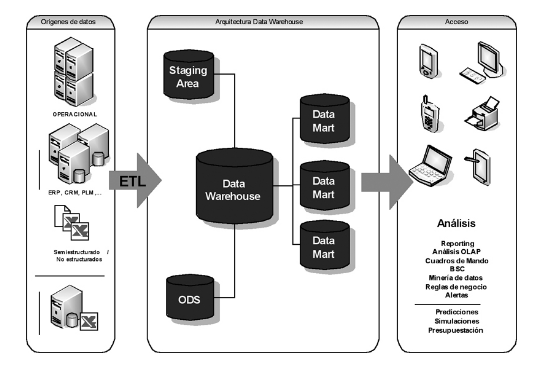 Orígenes de datos
OPERACIONAL
ERP, CRM, PLM,...
Semiestructurado /
No estructurados
ETL
Arquitectura Data Warehouse
Staging
Area
Data
Warehouse
ODS
Data
Mart
Data
Mart
Data
Mart
Acceso
Análisis
Reporting
Análisis OLAP
Cuadros de Mando
BSC
Minería de datos
Reglas de negocio
Alertas
Predicciones
Simulaciones
Presupuestación